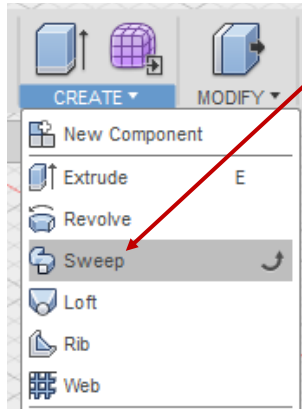 CREATE ▾ MODIFY ▾
New Component
Extrude E
Revolve
Sweep
Loft
Rib
Web